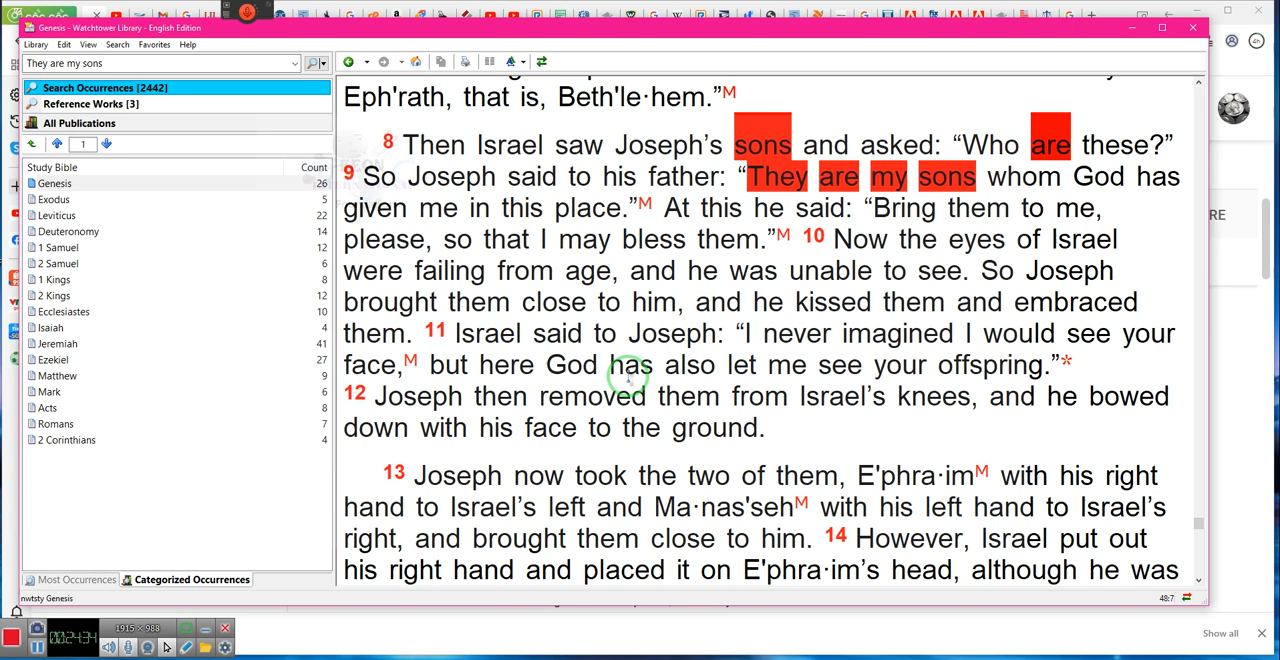 Genesis - Watchtower Library - English Edition
Library Edit View Search Favorites Help
They are my sons
Search Occurrences [2442]
Reference Works [3]
All Publications
1
Study Bible Count
Genesis 26
Exodus 5
Leviticus 22
Deuteronomy 14
1 Samuel 12
2 Samuel 6
1 Kings 8
2 Kings 12
Ecclesiastes 10
Isaiah 4
Jeremiah 41
Ezekiel 27
Matthew 9
Mark 6
Acts 8
Romans 7
2 Corinthians 4
Most Occurrences Categorized Occurrences
nwtsty Genesis
Eph'rath, that is, Beth'le·hem.”M
8 Then Israel saw Joseph’s sons and asked: “Who are these?”
9 So Joseph said to his father: “They are my sons whom God has
given me in this place.”M At this he said: “Bring them to me,
please, so that I may bless them.”M 10 Now the eyes of Israel
were failing from age, and he was unable to see. So Joseph
brought them close to him, and he kissed them and embraced
them. 11 Israel said to Joseph: “I never imagined I would see your
face,M but here God has also let me see your offspring.”*
12 Joseph then removed them from Israel’s knees, and he bowed
down with his face to the ground.
13 Joseph now took the two of them, E'phra·imM with his right
hand to Israel’s left and Ma·nas'sehM with his left hand to Israel’s
right, and brought them close to him. 14 However, Israel put out
his right hand and placed it on E'phra·im’s head, although he was
48:7
RE
Show all
1915 × 988
00:24:34